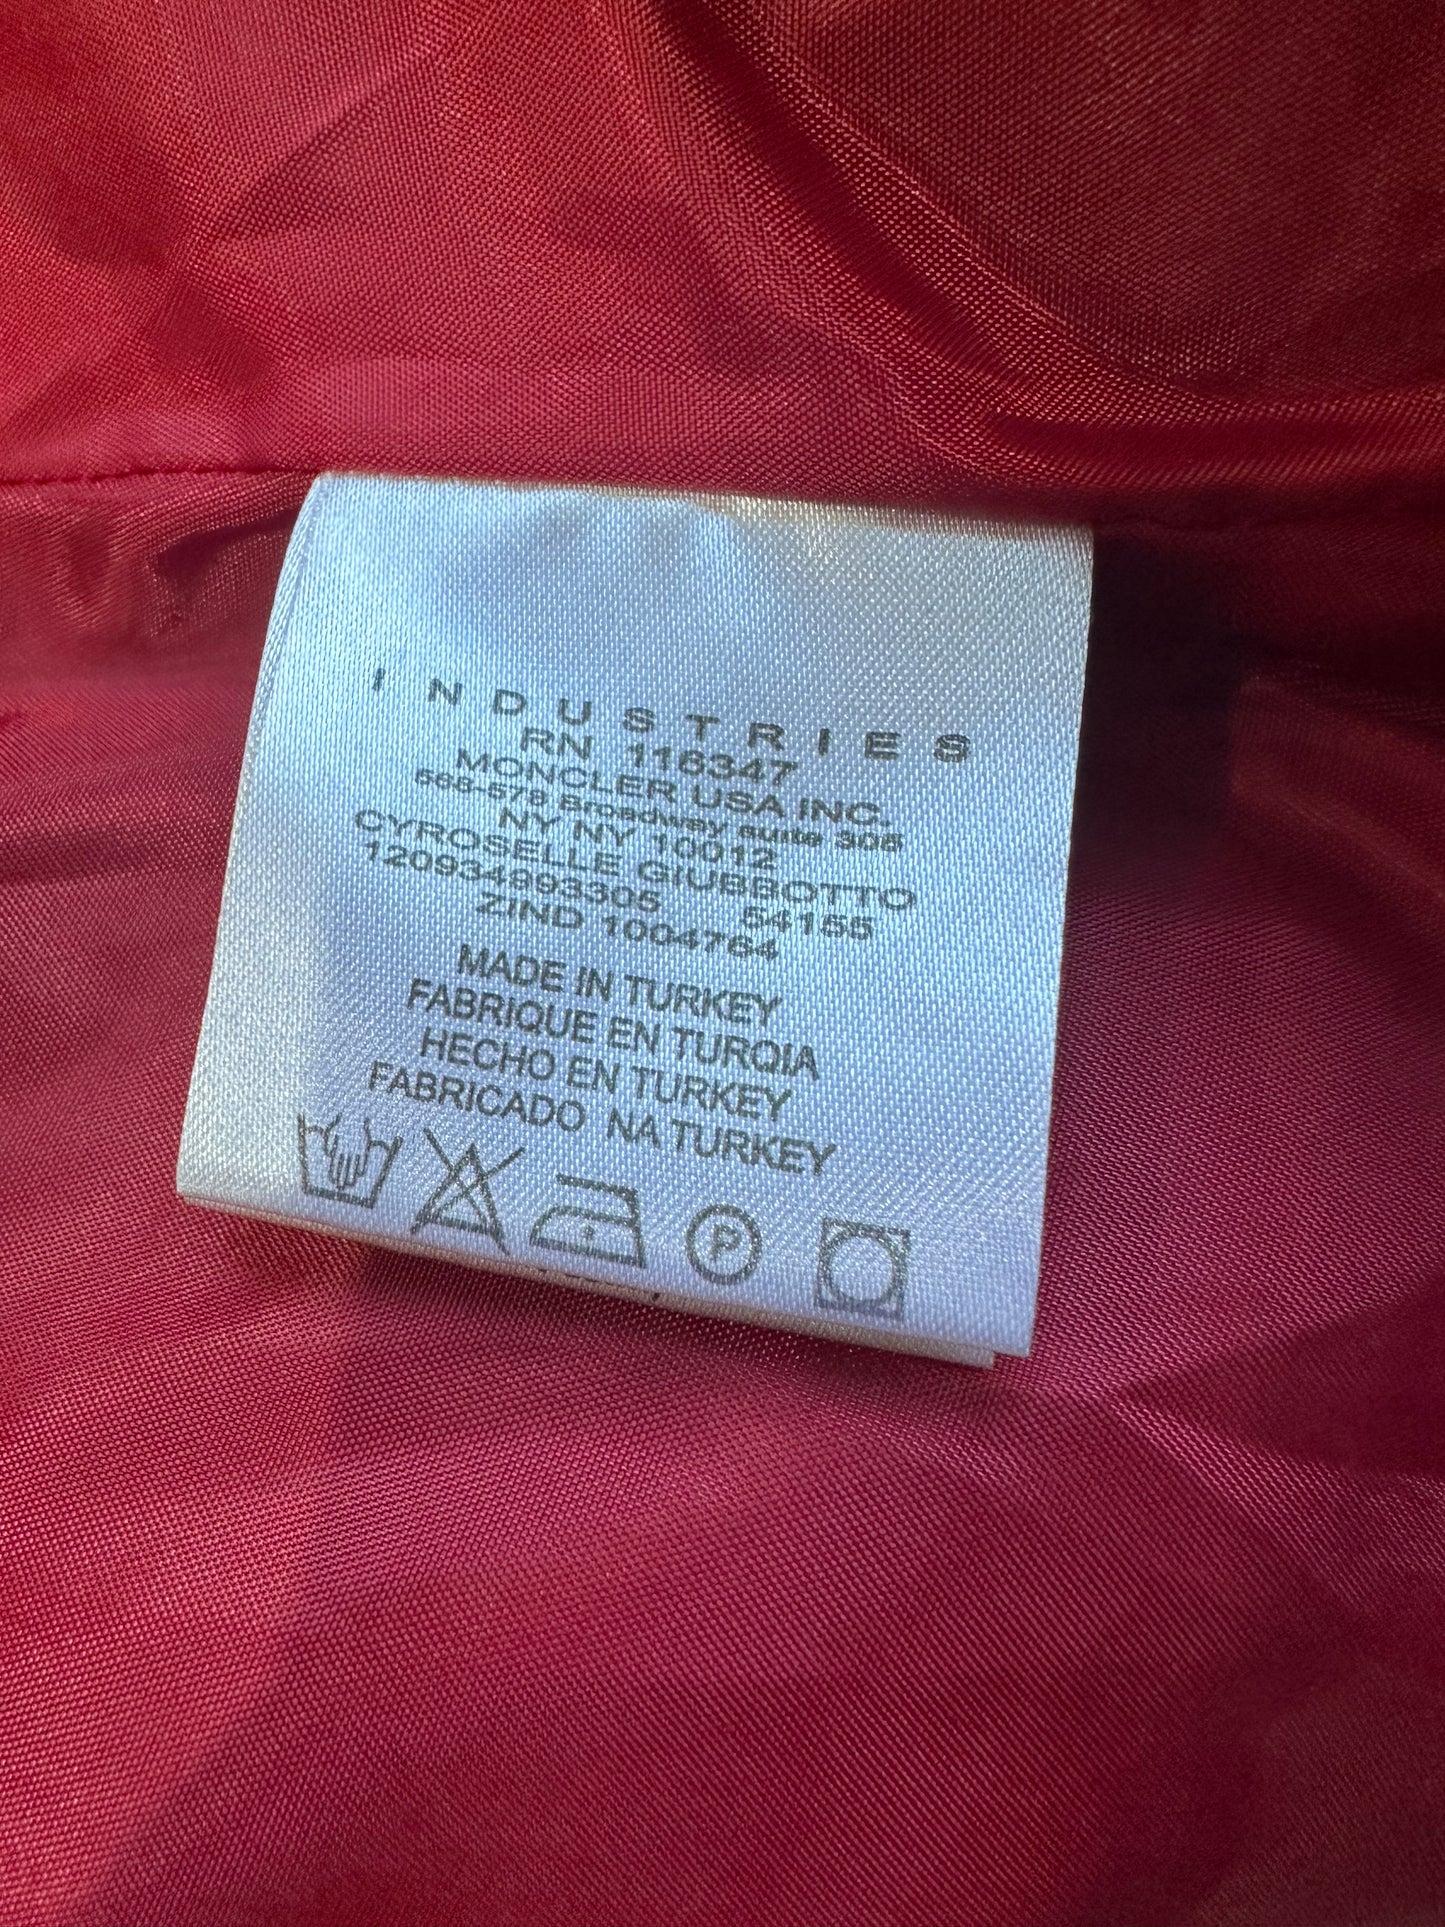 INDUSTRIES
RN 116347
MONCLER USA INC.
568-578 Broadway suite 306
NY NY 10012
CYROSELLE GIUBBOTTO
120934993305 54155
ZIND 1004764
MADE IN TURKEY
FABRIQUE EN TURQIA
HECHO EN TURKEY
FABRICADO NA TURKEY
P